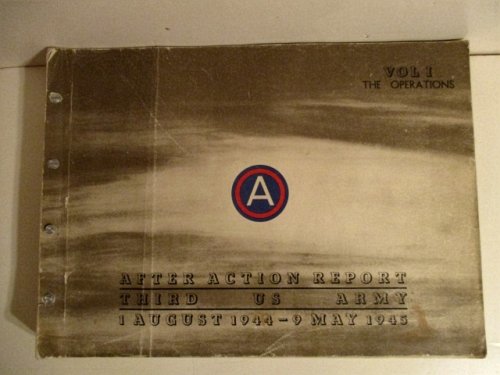 VOL I
THE OPERATIONS
A
AFTER ACTION REPORT
THIRD US ARMY
1 AUGUST 1944-9 MAY 1945